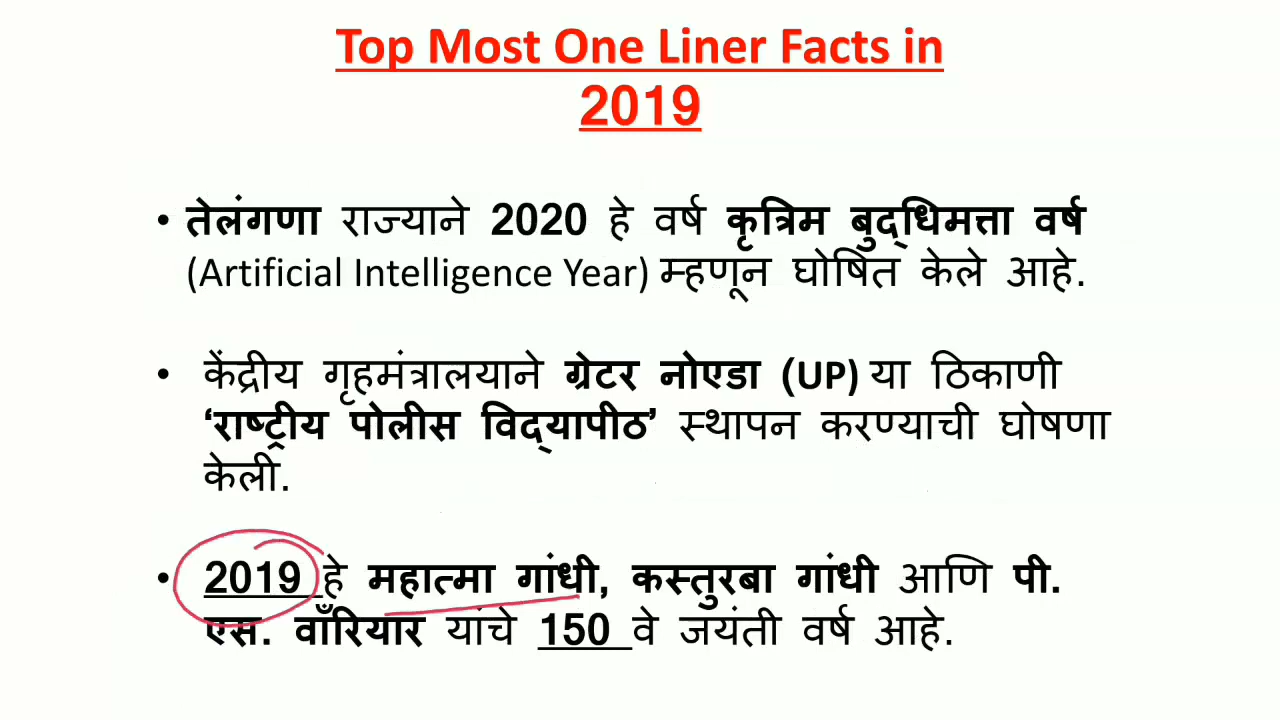 Top Most One Liner Facts in
2019
• तेलंगणा राज्याने 2020 हे वर्ष कृत्रिम बुद्धिमत्ता वर्ष
(Artificial Intelligence Year) म्हणून घोषित केले आहे.
• केंद्रीय गृहमंत्रालयाने ग्रेटर नोएडा (UP) या ठिकाणी
‘राष्ट्रीय पोलीस विद्यापीठ’ स्थापन करण्याची घोषणा
केली.
• 2019 हे महात्मा गांधी, कस्तुरबा गांधी आणि पी.
एस. वाँरियार यांचे 150 वे जयंती वर्ष आहे.